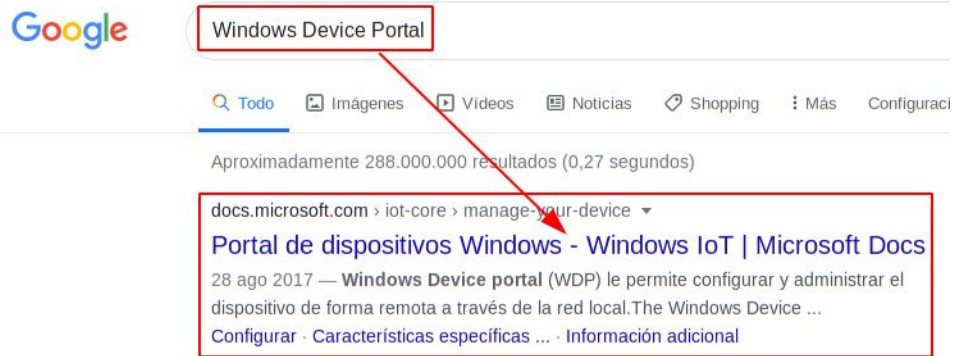 Google
Windows Device Portal
Todo Imágenes Vídeos Noticias Shopping Más Configuraci
Aproximadamente 288.000.000 resultados (0,27 segundos)
docs.microsoft.com › iot-core › manage-your-device
Portal de dispositivos Windows - Windows IoT | Microsoft Docs
28 ago 2017 — Windows Device portal (WDP) le permite configurar y administrar el
dispositivo de forma remota a través de la red local.The Windows Device ...
Configurar · Características específicas ... · Información adicional